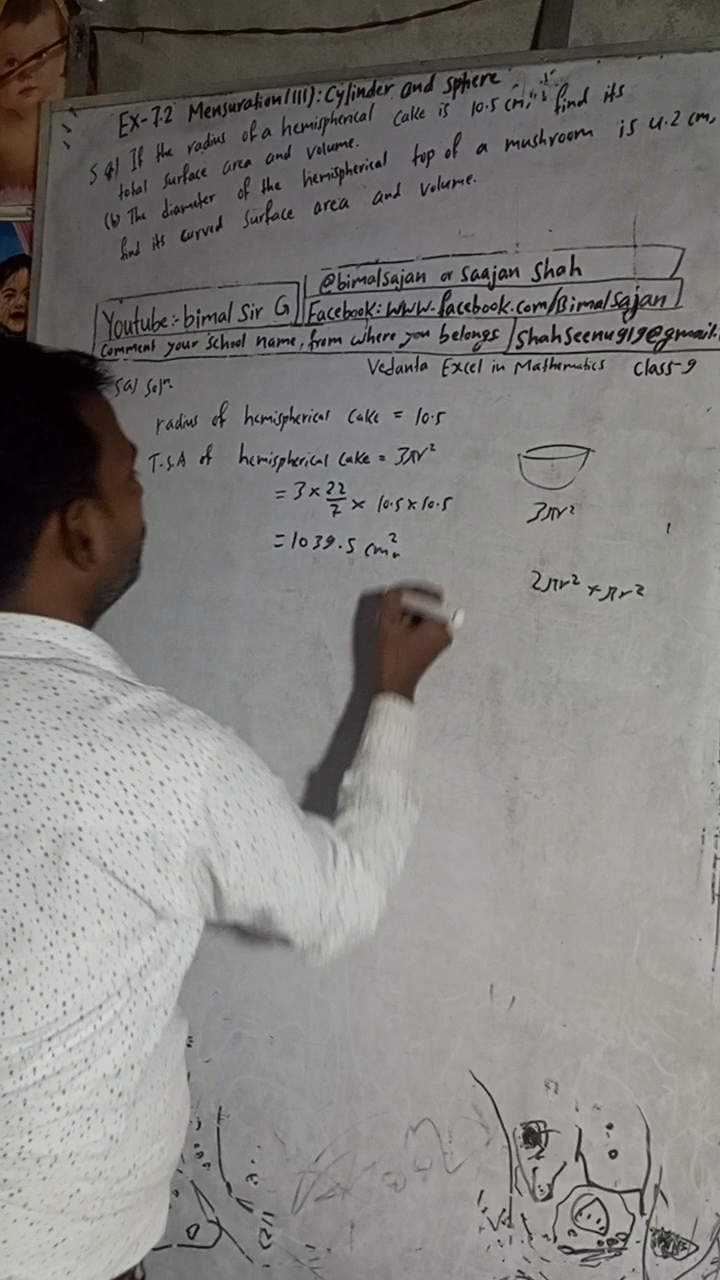 EX-7.2 Mensuration(III): Cylinder and sphere
5 a) If the radius of a hemispherical cake is 10.5 cm, find its
total surface area and volume.
(b) The diameter of the hemispherical top of a mushroom is 4.2 cm,
find its curved surface area and volume.
@bimalsajan or Saajan Shah
Youtube:- bimal Sir G
Facebook: WWW.facebook.com/Bimalsajan
Comment your school name, from where you belongs
Shahseenu919@gmail.
Vedanta Excel in Mathematics class-9
5a) soln
radius of hemispherical cake = 10.5
T.S.A of hemispherical cake = 3πr²
= 3 × 22/7 × 10.5 × 10.5
= 1039.5 cm²
3πr²
2πr² + πr²